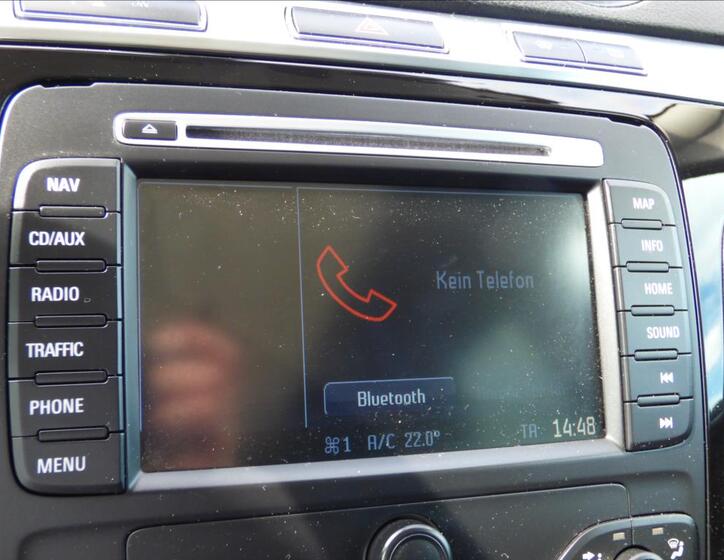 NAV
CD/AUX
RADIO
TRAFFIC
PHONE
MENU
Kein Telefon
Bluetooth
⌘1 A/C 22.0° TA 14:48
MAP
INFO
HOME
SOUND